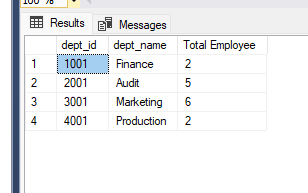 100 %
Results Messages
dept_id dept_name Total Employee
1 1001 Finance 2
2 2001 Audit 5
3 3001 Marketing 6
4 4001 Production 2